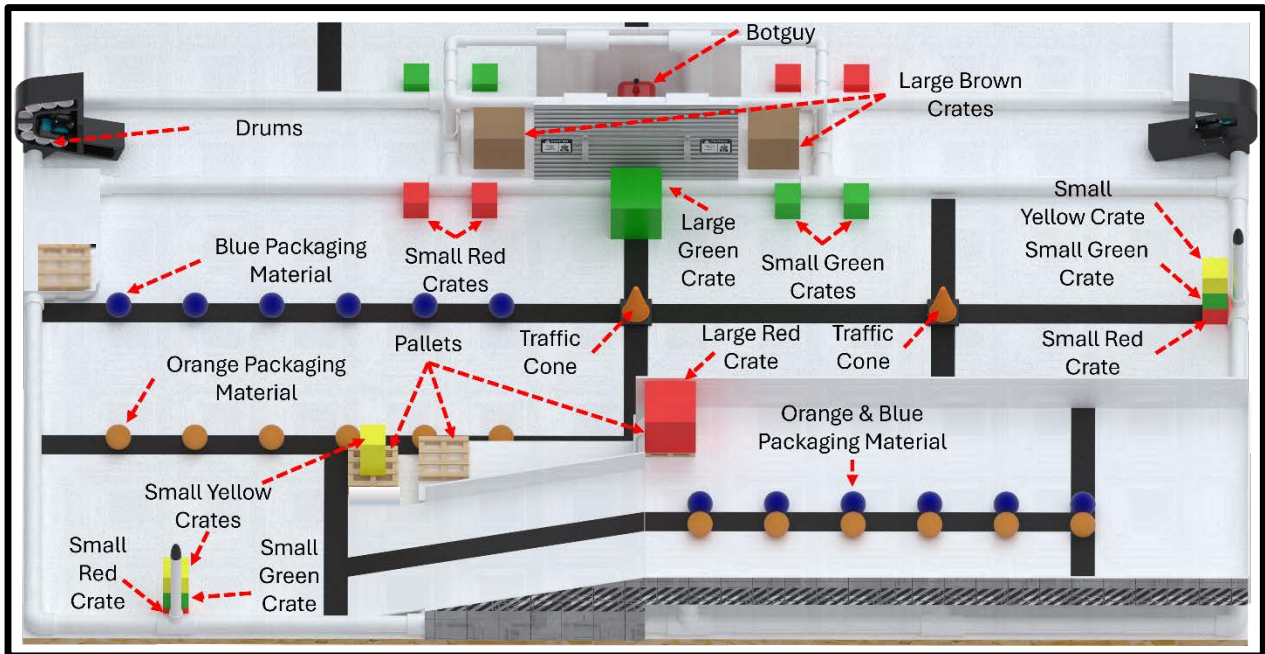 Botguy
Large Brown
Crates
Drums
Small
Yellow Crate
Small Green
Crate
Large
Green
Crate
Small Red
Crates
Small Green
Crates
Blue Packaging
Material
Traffic
Cone
Large Red
Crate
Traffic
Cone
Small Red
Crate
Pallets
Orange Packaging
Material
Orange & Blue
Packaging Material
Small Yellow
Crates
Small
Red
Crate
Small
Green
Crate